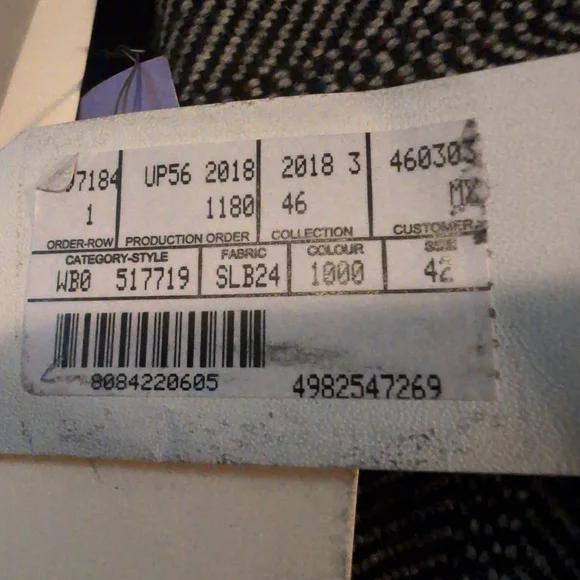 7184 UP56 2018 2018 3 460303
1 1180 46 MX
ORDER-ROW PRODUCTION ORDER COLLECTION CUSTOMER
CATEGORY-STYLE FABRIC COLOUR SIZE
WB0 517719 SLB24 1000 42
8084220605 4982547269